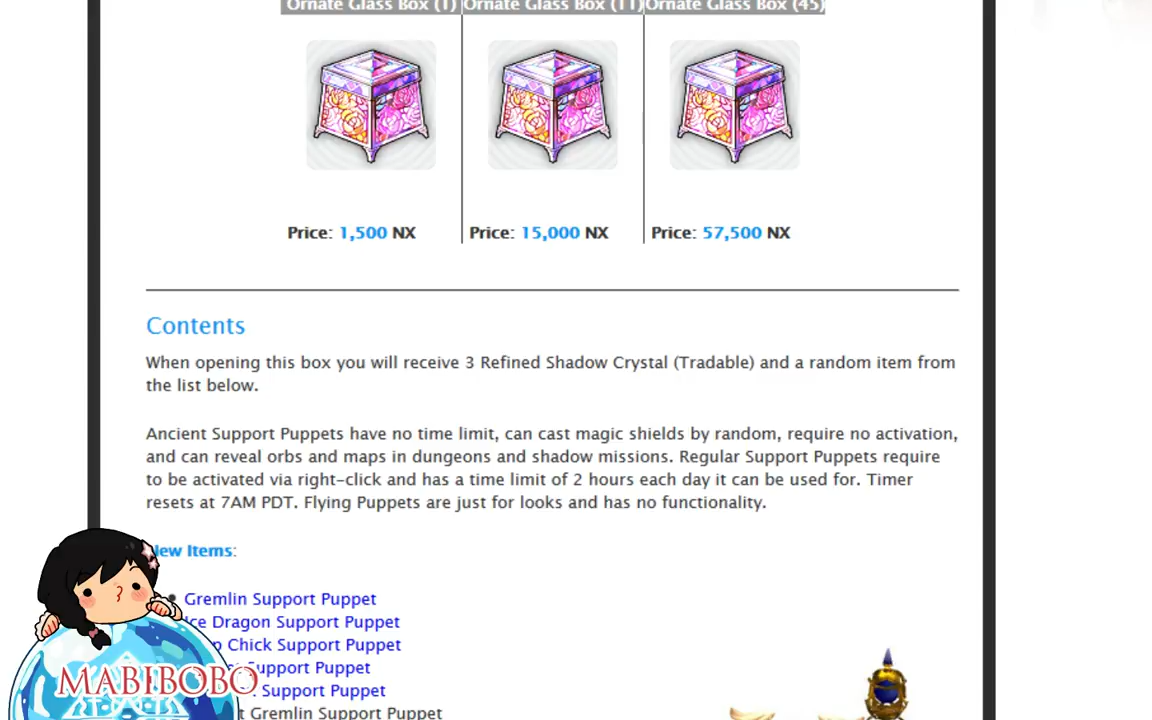 Ornate Glass Box (1) Ornate Glass Box (11) Ornate Glass Box (45)
Price: 1,500 NX Price: 15,000 NX Price: 57,500 NX
Contents
When opening this box you will receive 3 Refined Shadow Crystal (Tradable) and a random item from
the list below.
Ancient Support Puppets have no time limit, can cast magic shields by random, require no activation,
and can reveal orbs and maps in dungeons and shadow missions. Regular Support Puppets require
to be activated via right-click and has a time limit of 2 hours each day it can be used for. Timer
resets at 7AM PDT. Flying Puppets are just for looks and has no functionality.
New Items:
Gremlin Support Puppet
Ice Dragon Support Puppet
Chick Support Puppet
Support Puppet
Support Puppet
Gremlin Support Puppet
MABIBOBO